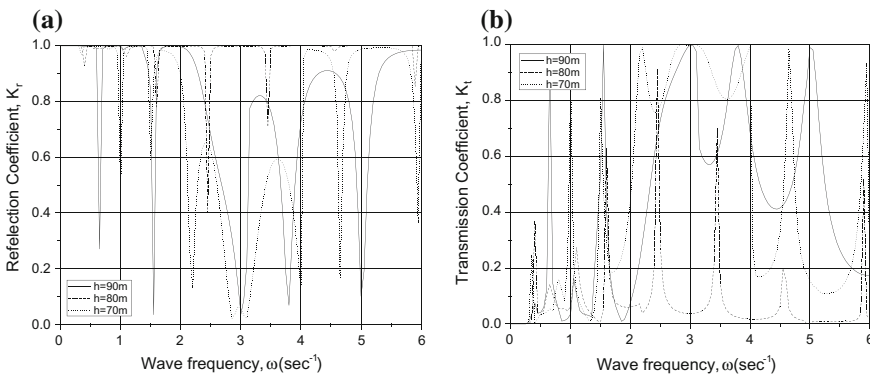 (a)
1.0
0.8
0.6
0.4
0.2
0.0
Refelection Coefficient, Kr
h=90m
h=80m
h=70m
0 1 2 3 4 5 6
Wave frequency, ω(sec-1)
(b)
1.0
0.8
0.6
0.4
0.2
0.0
Transmission Coefficient, Kt
h=90m
h=80m
h=70m
0 1 2 3 4 5 6
Wave frequency, ω(sec-1)